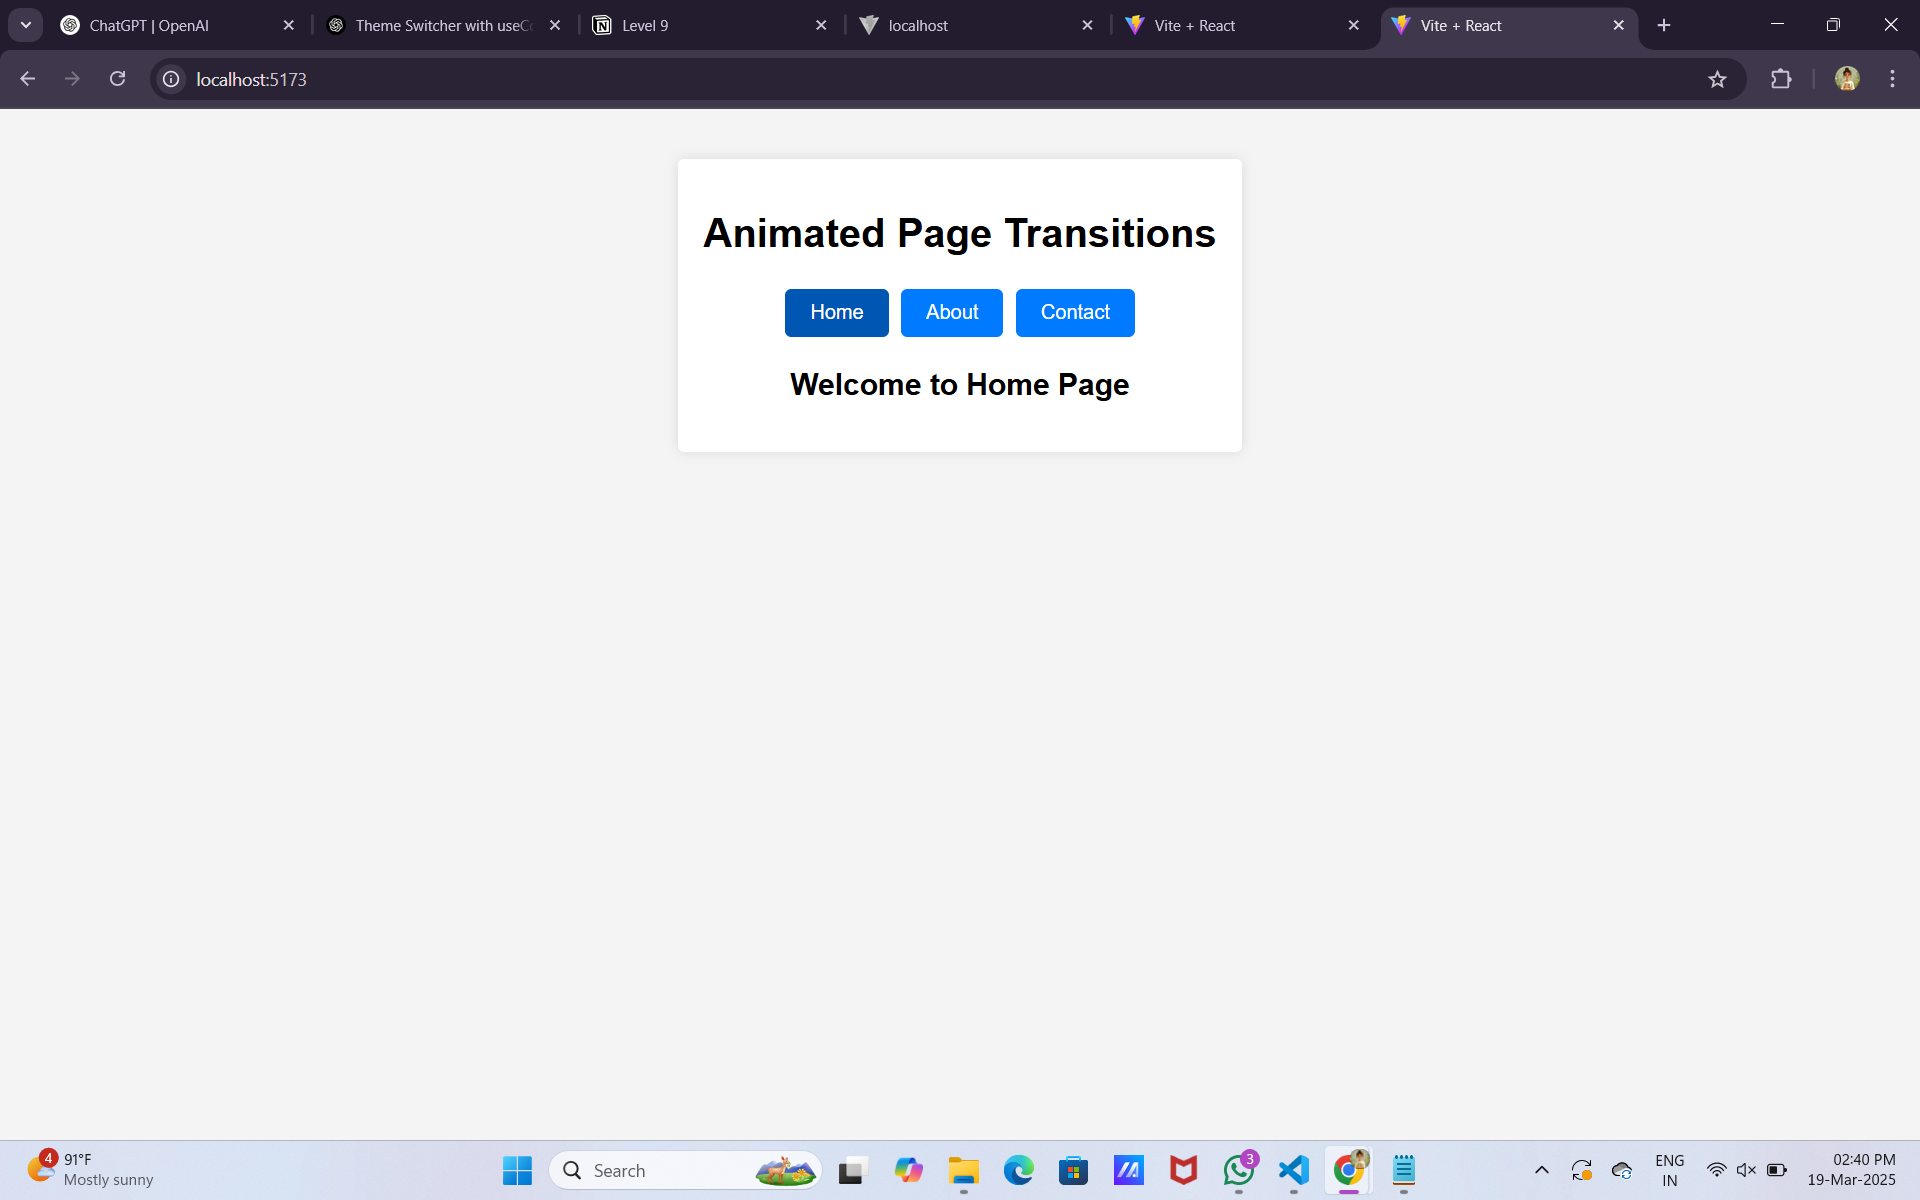 ChatGPT | OpenAI
Theme Switcher with useC
Level 9
localhost
Vite + React
Vite + React
localhost:5173
Animated Page Transitions
Home
About
Contact
Welcome to Home Page
4
91°F
Mostly sunny
Search
3
ENG
IN
02:40 PM
19-Mar-2025